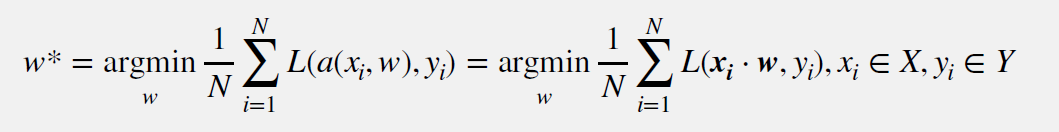 w* = argmin_w 1/N ∑_{i=1}^{N} L(a(x_i, w), y_i) = argmin_w 1/N ∑_{i=1}^{N} L(𝒙_𝒊 · 𝒘, y_i), x_i ∈ X, y_i ∈ Y